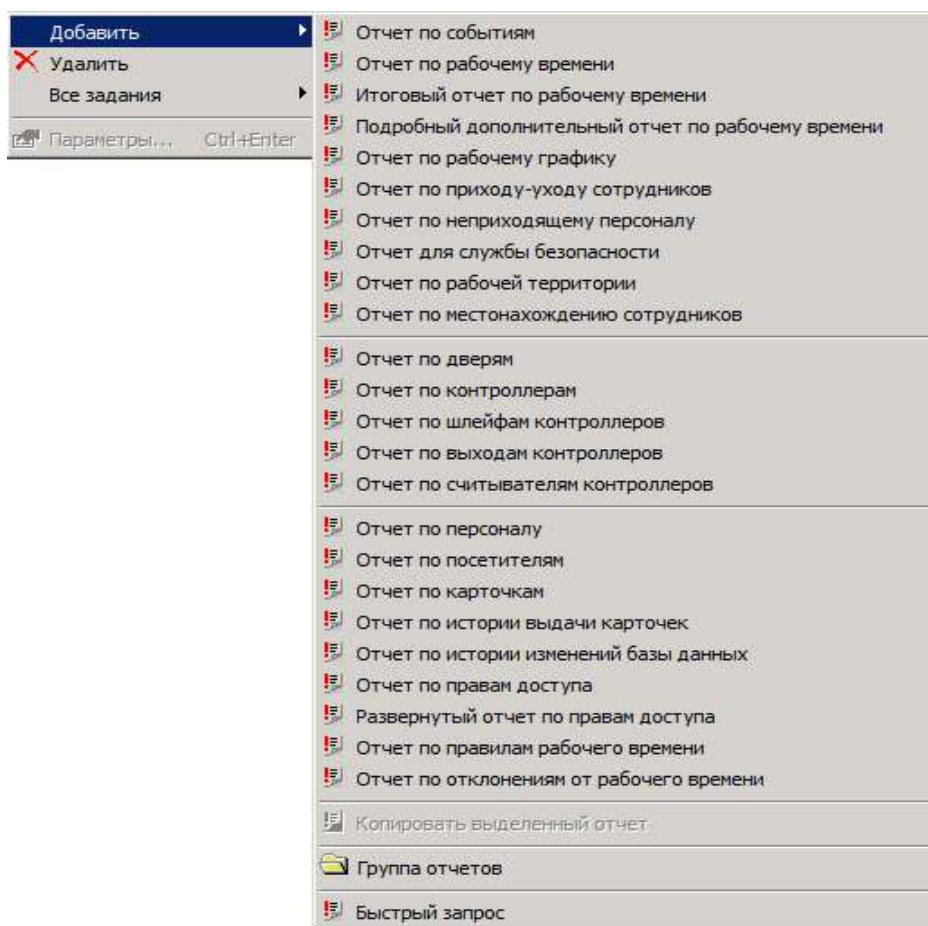 Добавить
Удалить
Все задания
Параметры... Ctrl+Enter
Отчет по событиям
Отчет по рабочему времени
Итоговый отчет по рабочему времени
Подробный дополнительный отчет по рабочему времени
Отчет по рабочему графику
Отчет по приходу-уходу сотрудников
Отчет по неприходящему персоналу
Отчет для службы безопасности
Отчет по рабочей территории
Отчет по местонахождению сотрудников
Отчет по дверям
Отчет по контроллерам
Отчет по шлейфам контроллеров
Отчет по выходам контроллеров
Отчет по считывателям контроллеров
Отчет по персоналу
Отчет по посетителям
Отчет по карточкам
Отчет по истории выдачи карточек
Отчет по истории изменений базы данных
Отчет по правам доступа
Развернутый отчет по правам доступа
Отчет по правилам рабочего времени
Отчет по отклонениям от рабочего времени
Копировать выделенный отчет
Группа отчетов
Быстрый запрос